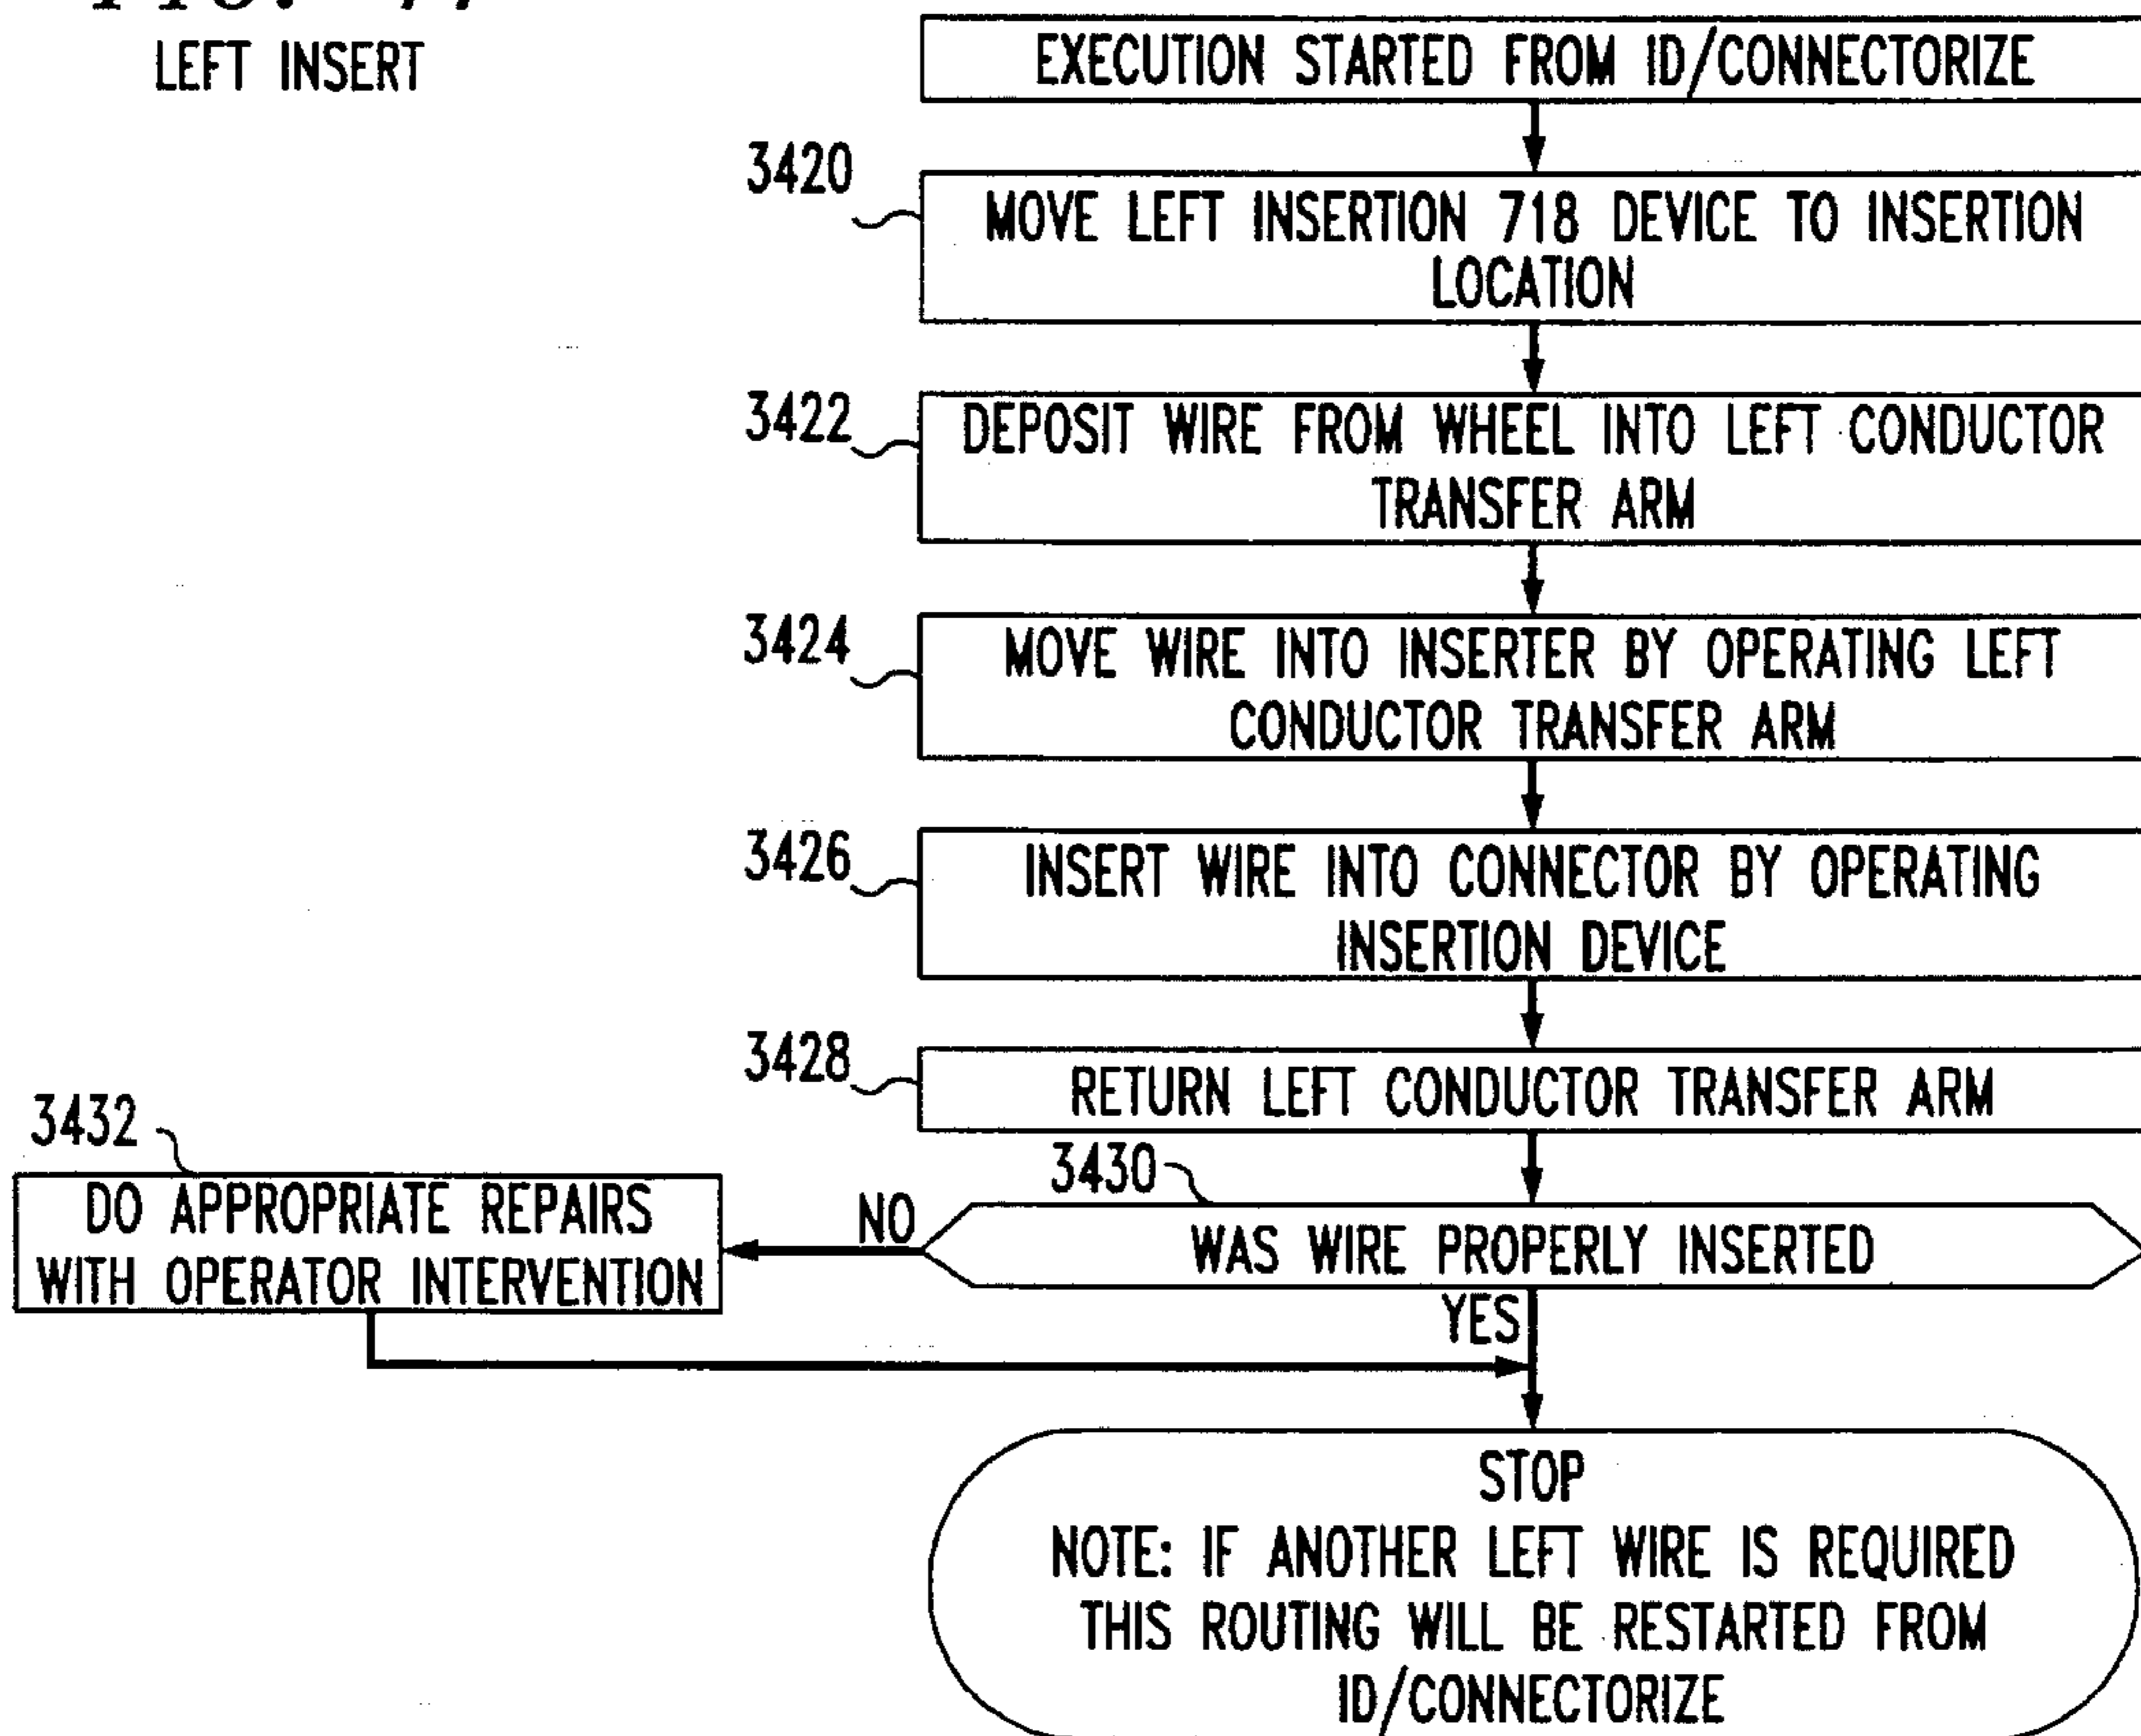 LEFT INSERT
EXECUTION STARTED FROM ID/CONNECTORIZE
3420
MOVE LEFT INSERTION 718 DEVICE TO INSERTION
LOCATION
3422
DEPOSIT WIRE FROM WHEEL INTO LEFT CONDUCTOR
TRANSFER ARM
3424
MOVE WIRE INTO INSERTER BY OPERATING LEFT
CONDUCTOR TRANSFER ARM
3426
INSERT WIRE INTO CONNECTOR BY OPERATING
INSERTION DEVICE
3428
RETURN LEFT CONDUCTOR TRANSFER ARM
3430
WAS WIRE PROPERLY INSERTED
NO
3432
DO APPROPRIATE REPAIRS
WITH OPERATOR INTERVENTION
YES
STOP
NOTE: IF ANOTHER LEFT WIRE IS REQUIRED
THIS ROUTING WILL BE RESTARTED FROM
ID/CONNECTORIZE